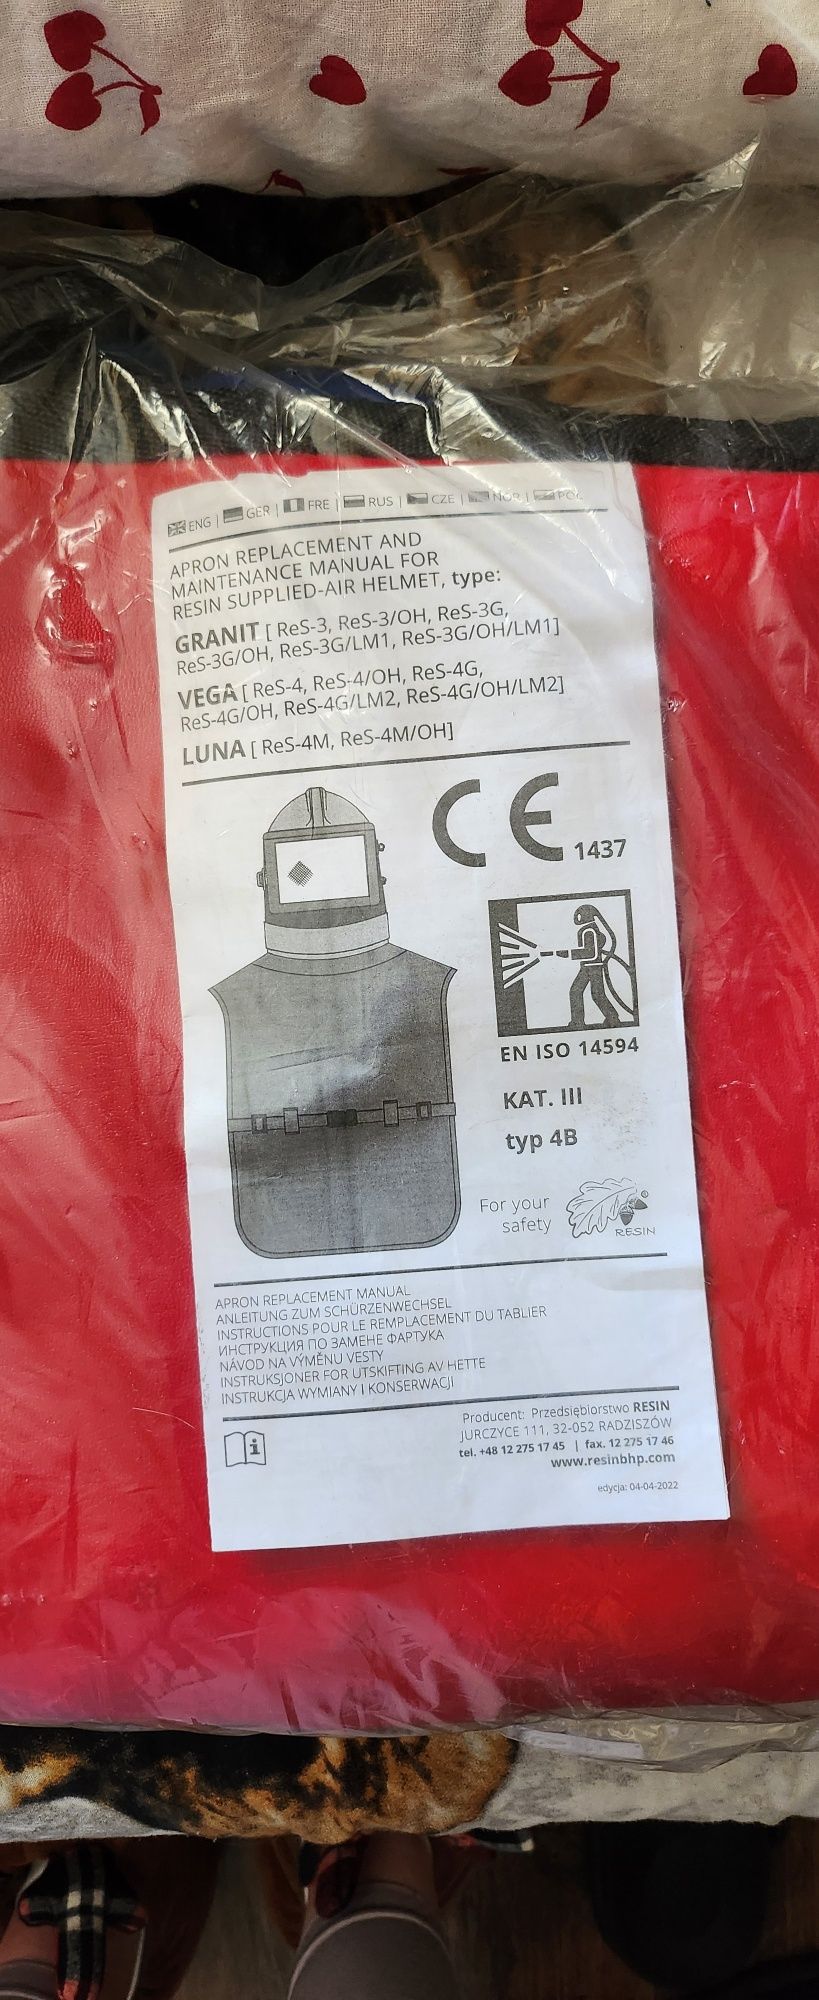 ENG | GER | FRE | RUS | CZE | NOR | POL
APRON REPLACEMENT AND
MAINTENANCE MANUAL FOR
RESIN SUPPLIED-AIR HELMET, type:
GRANIT [ ReS-3, ReS-3/OH, ReS-3G,
ReS-3G/OH, ReS-3G/LM1, ReS-3G/OH/LM1]
VEGA [ ReS-4, ReS-4/OH, ReS-4G,
ReS-4G/OH, ReS-4G/LM2, ReS-4G/OH/LM2]
LUNA [ ReS-4M, ReS-4M/OH]
CE 1437
EN ISO 14594
KAT. III
typ 4B
For your
safety
RESIN
®
APRON REPLACEMENT MANUAL
ANLEITUNG ZUM SCHÜRZENWECHSEL
INSTRUCTIONS POUR LE REMPLACEMENT DU TABLIER
ИНСТРУКЦИЯ ПО ЗАМЕНЕ ФАРТУКА
NÁVOD NA VÝMĚNU VESTY
INSTRUKSJONER FOR UTSKIFTING AV HETTE
INSTRUKCJA WYMIANY I KONSERWACJI
i
Producent: Przedsiębiorstwo RESIN
JURCZYCE 111, 32-052 RADZISZÓW
tel. +48 12 275 17 45 | fax. 12 275 17 46
www.resinbhp.com
edycja: 04-04-2022